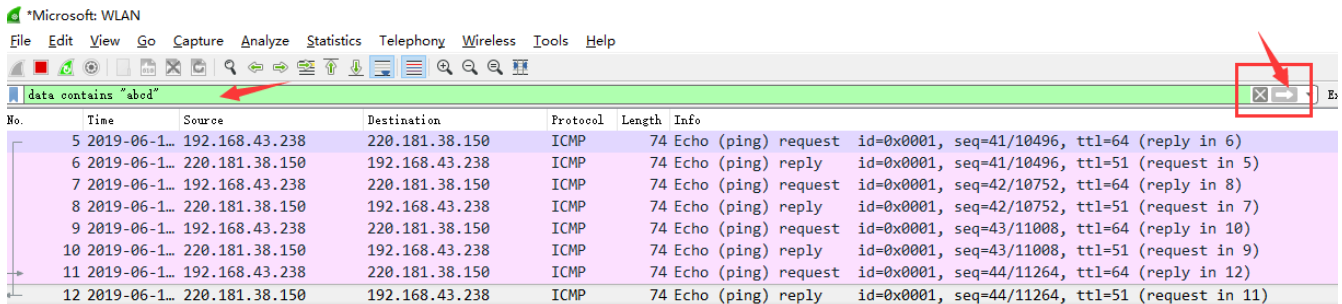 *Microsoft: WLAN
File Edit View Go Capture Analyze Statistics Telephony Wireless Tools Help
data contains "abcd"
No. Time Source Destination Protocol Length Info
5 2019-06-1… 192.168.43.238 220.181.38.150 ICMP 74 Echo (ping) request id=0x0001, seq=41/10496, ttl=64 (reply in 6)
6 2019-06-1… 220.181.38.150 192.168.43.238 ICMP 74 Echo (ping) reply id=0x0001, seq=41/10496, ttl=51 (request in 5)
7 2019-06-1… 192.168.43.238 220.181.38.150 ICMP 74 Echo (ping) request id=0x0001, seq=42/10752, ttl=64 (reply in 8)
8 2019-06-1… 220.181.38.150 192.168.43.238 ICMP 74 Echo (ping) reply id=0x0001, seq=42/10752, ttl=51 (request in 7)
9 2019-06-1… 192.168.43.238 220.181.38.150 ICMP 74 Echo (ping) request id=0x0001, seq=43/11008, ttl=64 (reply in 10)
10 2019-06-1… 220.181.38.150 192.168.43.238 ICMP 74 Echo (ping) reply id=0x0001, seq=43/11008, ttl=51 (request in 9)
11 2019-06-1… 192.168.43.238 220.181.38.150 ICMP 74 Echo (ping) request id=0x0001, seq=44/11264, ttl=64 (reply in 12)
12 2019-06-1… 220.181.38.150 192.168.43.238 ICMP 74 Echo (ping) reply id=0x0001, seq=44/11264, ttl=51 (request in 11)